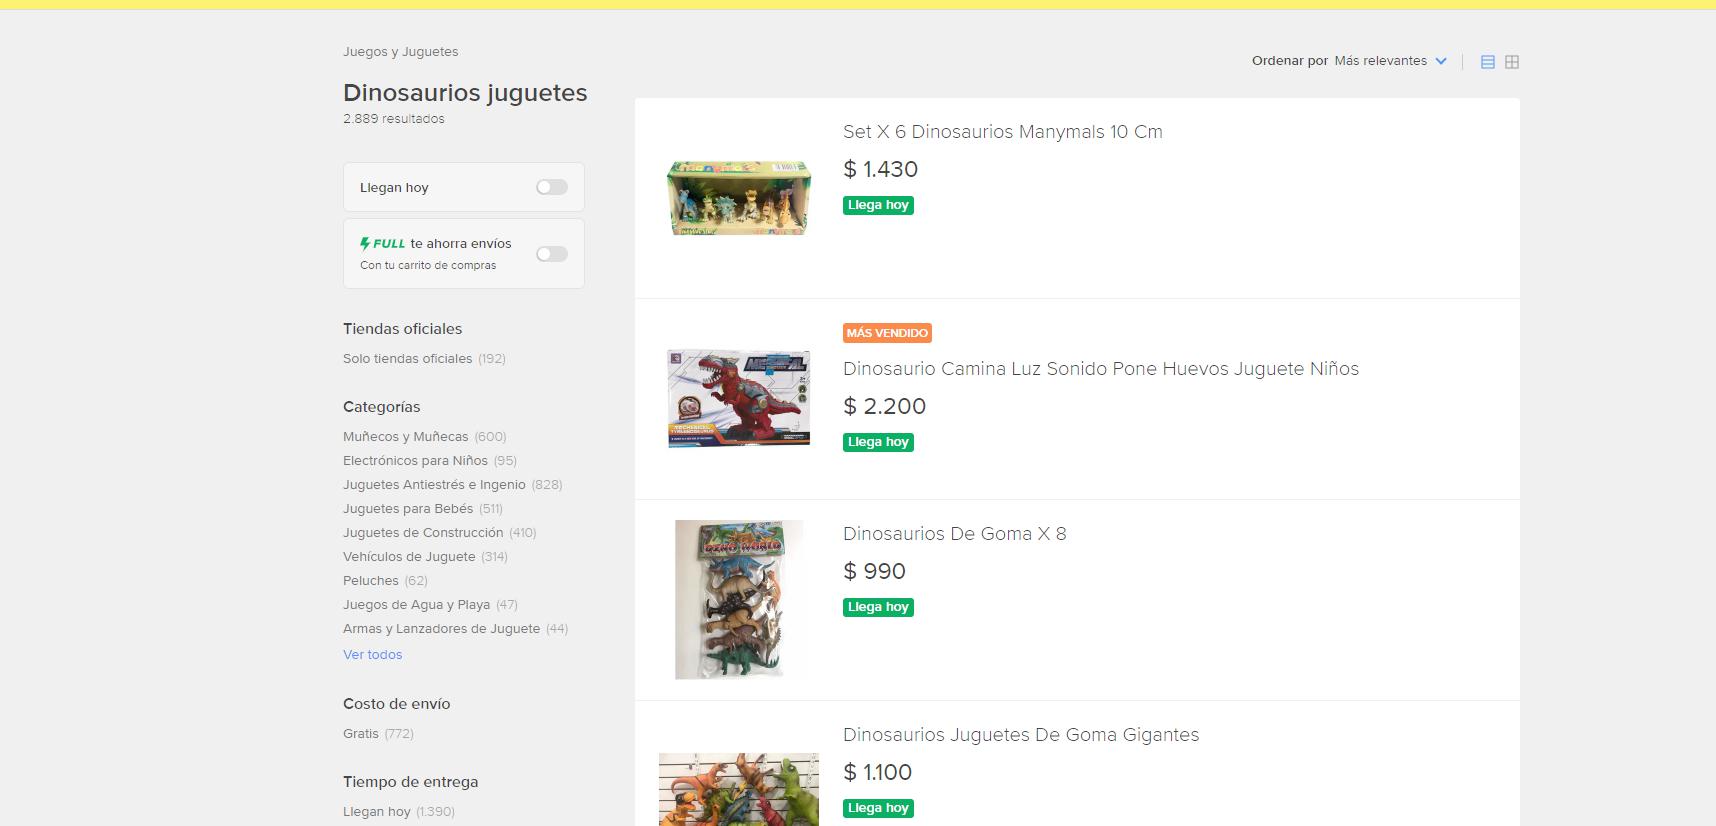 Juegos y Juguetes
Dinosaurios juguetes
2.889 resultados
Ordenar por Más relevantes
Llegan hoy
FULL te ahorra envíos
Con tu carrito de compras
Tiendas oficiales
Solo tiendas oficiales (192)
Categorías
Muñecos y Muñecas (600)
Electrónicos para Niños (95)
Juguetes Antiestrés e Ingenio (828)
Juguetes para Bebés (511)
Juguetes de Construcción (410)
Vehículos de Juguete (314)
Peluches (62)
Juegos de Agua y Playa (47)
Armas y Lanzadores de Juguete (44)
Ver todos
Costo de envío
Gratis (772)
Tiempo de entrega
Llegan hoy (1.390)
Set X 6 Dinosaurios Manymals 10 Cm
$ 1.430
Llega hoy
MÁS VENDIDO
Dinosaurio Camina Luz Sonido Pone Huevos Juguete Niños
$ 2.200
Llega hoy
DINO WORLD
Dinosaurios De Goma X 8
$ 990
Llega hoy
Dinosaurios Juguetes De Goma Gigantes
$ 1.100
Llega hoy